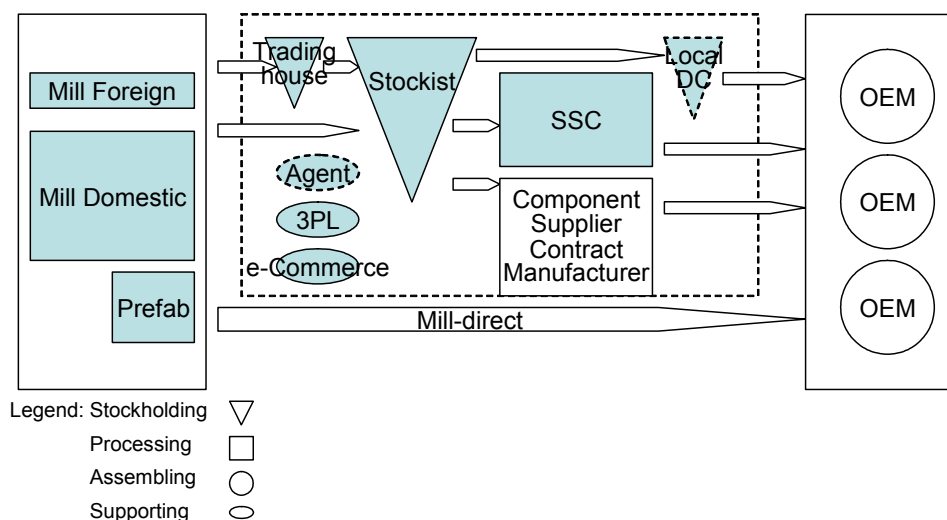 Trading
house
Stockist
Local
DC
Mill Foreign
OEM
SSC
Mill Domestic
Agent
3PL
e-Commerce
Component
Supplier
Contract
Manufacturer
OEM
Prefab
OEM
Mill-direct
Legend: Stockholding
Processing
Assembling
Supporting